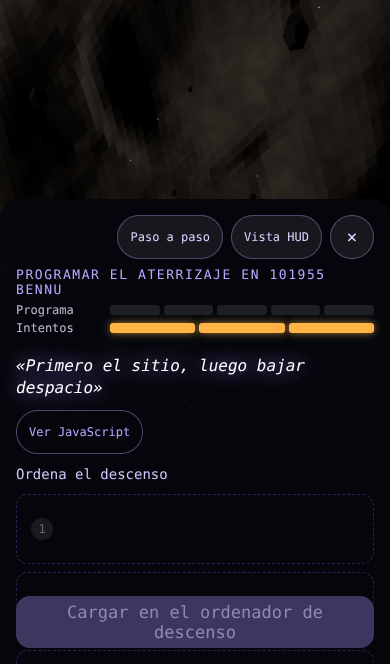 Paso a paso
Vista HUD
×
PROGRAMAR EL ATERRIZAJE EN 101955
BENNU
Programa
Intentos
«Primero el sitio, luego bajar
despacio»
Ver JavaScript
Ordena el descenso
1
Cargar en el ordenador de
descenso